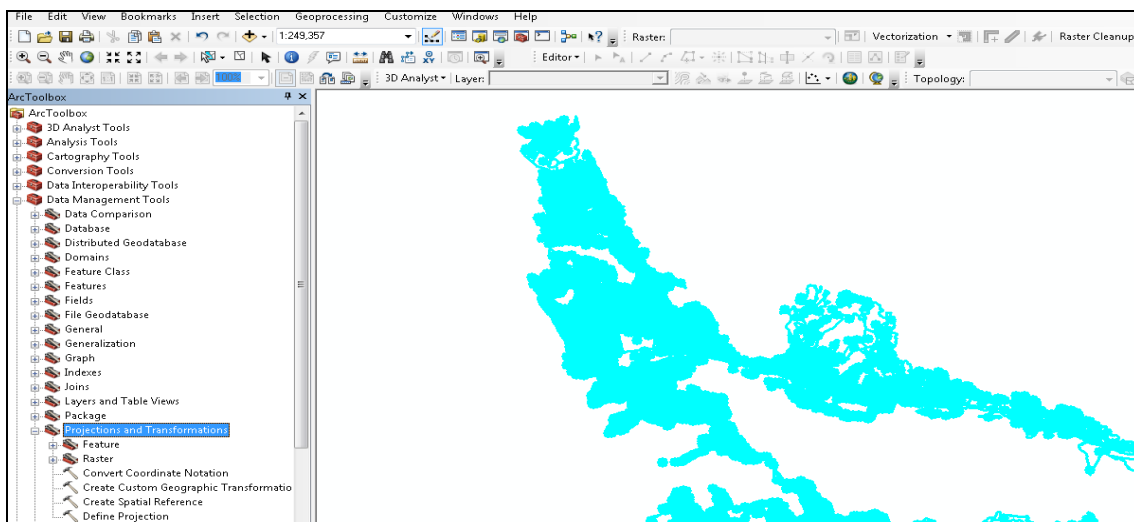 File Edit View Bookmarks Insert Selection Geoprocessing Customize Windows Help
1:249,357 Raster: Vectorization Raster Cleanup
Editor
100% 3D Analyst Layer: Topology:
ArcToolbox
ArcToolbox
3D Analyst Tools
Analysis Tools
Cartography Tools
Conversion Tools
Data Interoperability Tools
Data Management Tools
Data Comparison
Database
Distributed Geodatabase
Domains
Feature Class
Features
Fields
File Geodatabase
General
Generalization
Graph
Indexes
Joins
Layers and Table Views
Package
Projections and Transformations
Feature
Raster
Convert Coordinate Notation
Create Custom Geographic Transformatio
Create Spatial Reference
Define Projection